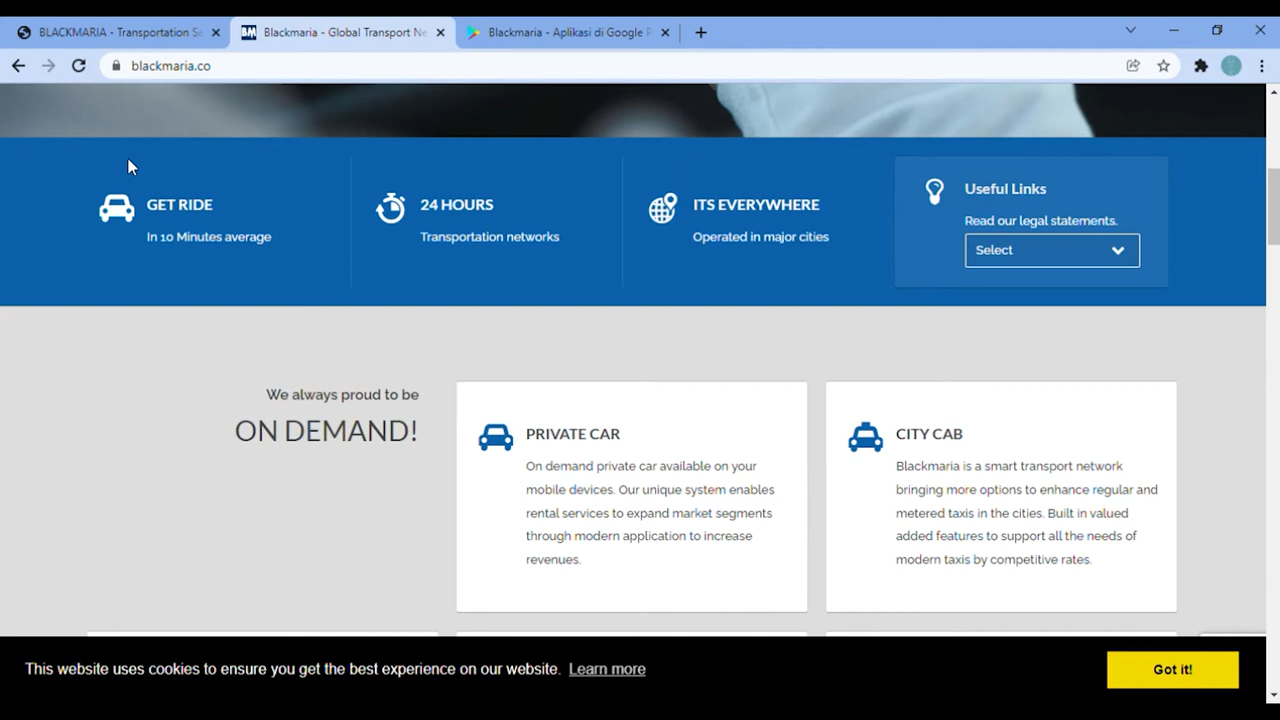 BLACKMARIA - Transportation Se
BM Blackmaria - Global Transport Ne
Blackmaria - Aplikasi di Google P
blackmaria.co
GET RIDE
In 10 Minutes average
24 HOURS
Transportation networks
ITS EVERYWHERE
Operated in major cities
Useful Links
Read our legal statements.
Select
We always proud to be
ON DEMAND!
PRIVATE CAR
On demand private car available on your
mobile devices. Our unique system enables
rental services to expand market segments
through modern application to increase
revenues.
CITY CAB
Blackmaria is a smart transport network
bringing more options to enhance regular and
metered taxis in the cities. Built in valued
added features to support all the needs of
modern taxis by competitive rates.
This website uses cookies to ensure you get the best experience on our website. Learn more
Got it!